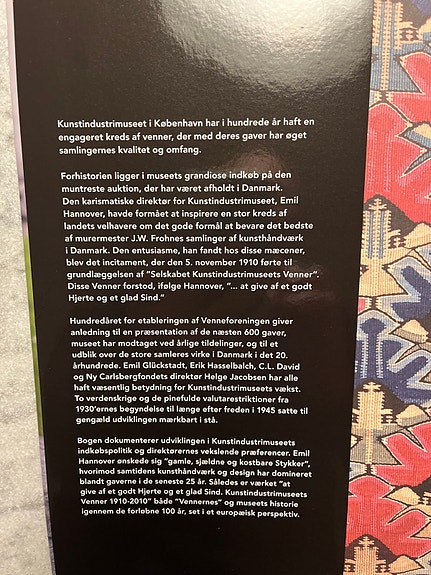 Kunstindustrimuseet i København har i hundrede år haft en
engageret kreds af venner, der med deres gaver har øget
samlingernes kvalitet og omfang.
Forhistorien ligger i museets grandiose indkøb på den
muntreste auktion, der har været afholdt i Danmark.
Den karismatiske direktør for Kunstindustrimuseet, Emil
Hannover, havde formået at inspirere en stor kreds af
landets velhavere om det gode formål at bevare det bedste
af murermester J.W. Frohnes samlinger af kunsthåndværk
i Danmark. Den entusiasme, han fandt hos disse mæcener,
blev det incitament, der den 5. november 1910 førte til
grundlæggelsen af "Selskabet Kunstindustrimuseets Venner".
Disse Venner forstod, ifølge Hannover, "... at give af et godt
Hjerte og et glad Sind."
Hundredåret for etableringen af Venneforeningen giver
anledning til en præsentation af de næsten 600 gaver,
museet har modtaget ved årlige tildelinger, og til et
udblik over de store samleres virke i Danmark i det 20.
århundrede. Emil Glückstadt, Erik Hasselbalch, C.L. David
og Ny Carlsbergfondets direktør Helge Jacobsen har alle
haft væsentlig betydning for Kunstindustrimuseets vækst.
To verdenskrige og de pinefulde valutarestriktioner fra
1930'ernes begyndelse til længe efter freden i 1945 satte til
gengæld udviklingen mærkbart i stå.
Bogen dokumenterer udviklingen i Kunstindustrimuseets
indkøbspolitik og direktørernes vekslende præferencer. Emil
Hannover ønskede sig "gamle, sjældne og kostbare Stykker",
hvorimod samtidens kunsthåndværk og design har domineret
blandt gaverne i de seneste 25 år. Således er værket "at
give af et godt Hjerte og et glad Sind. Kunstindustrimuseets
Venner 1910-2010" både "Vennernes" og museets historie
igennem de forløbne 100 år, set i et europæisk perspektiv.